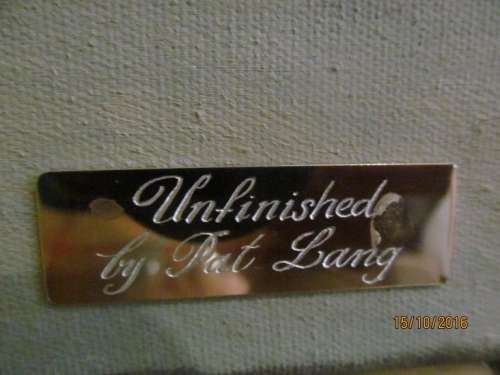 Unfinished
by Pat Lang
15/10/2016